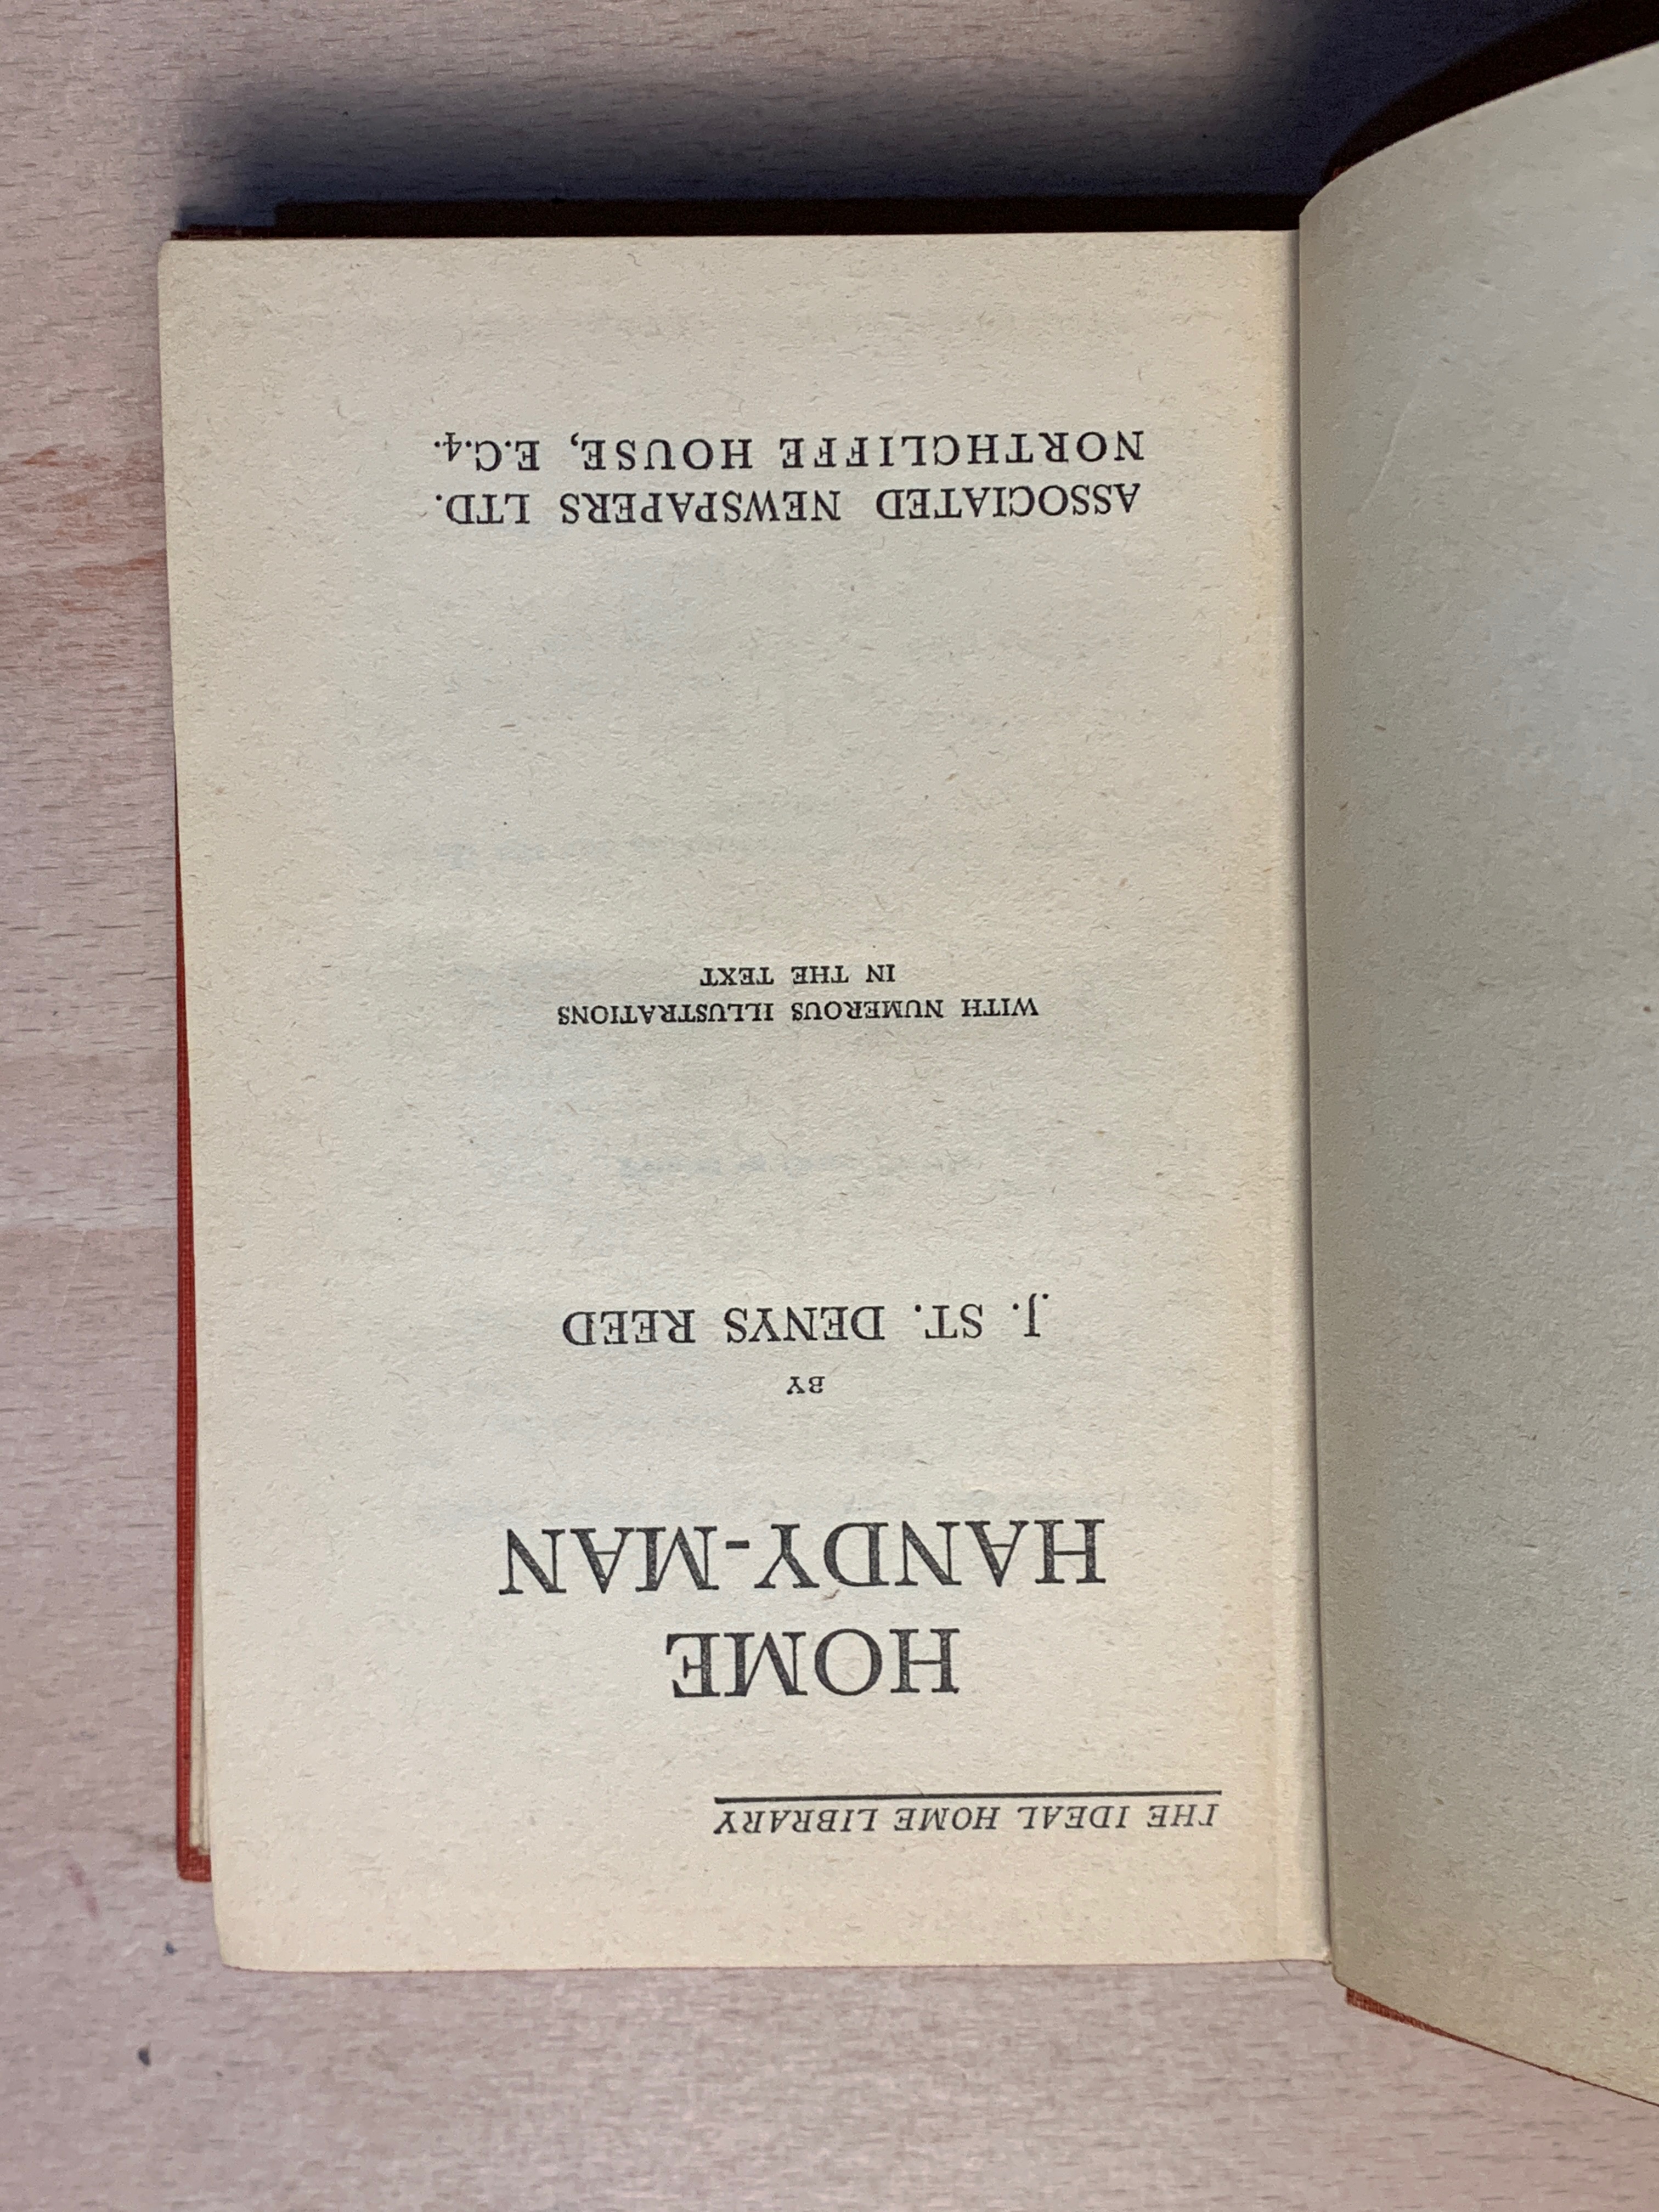 THE IDEAL HOME LIBRARY
HOME
HANDY-MAN
BY
J. ST. DENYS REED
WITH NUMEROUS ILLUSTRATIONS
IN THE TEXT
ASSOCIATED NEWSPAPERS LTD.
NORTHCLIFFE HOUSE, E.C.4.